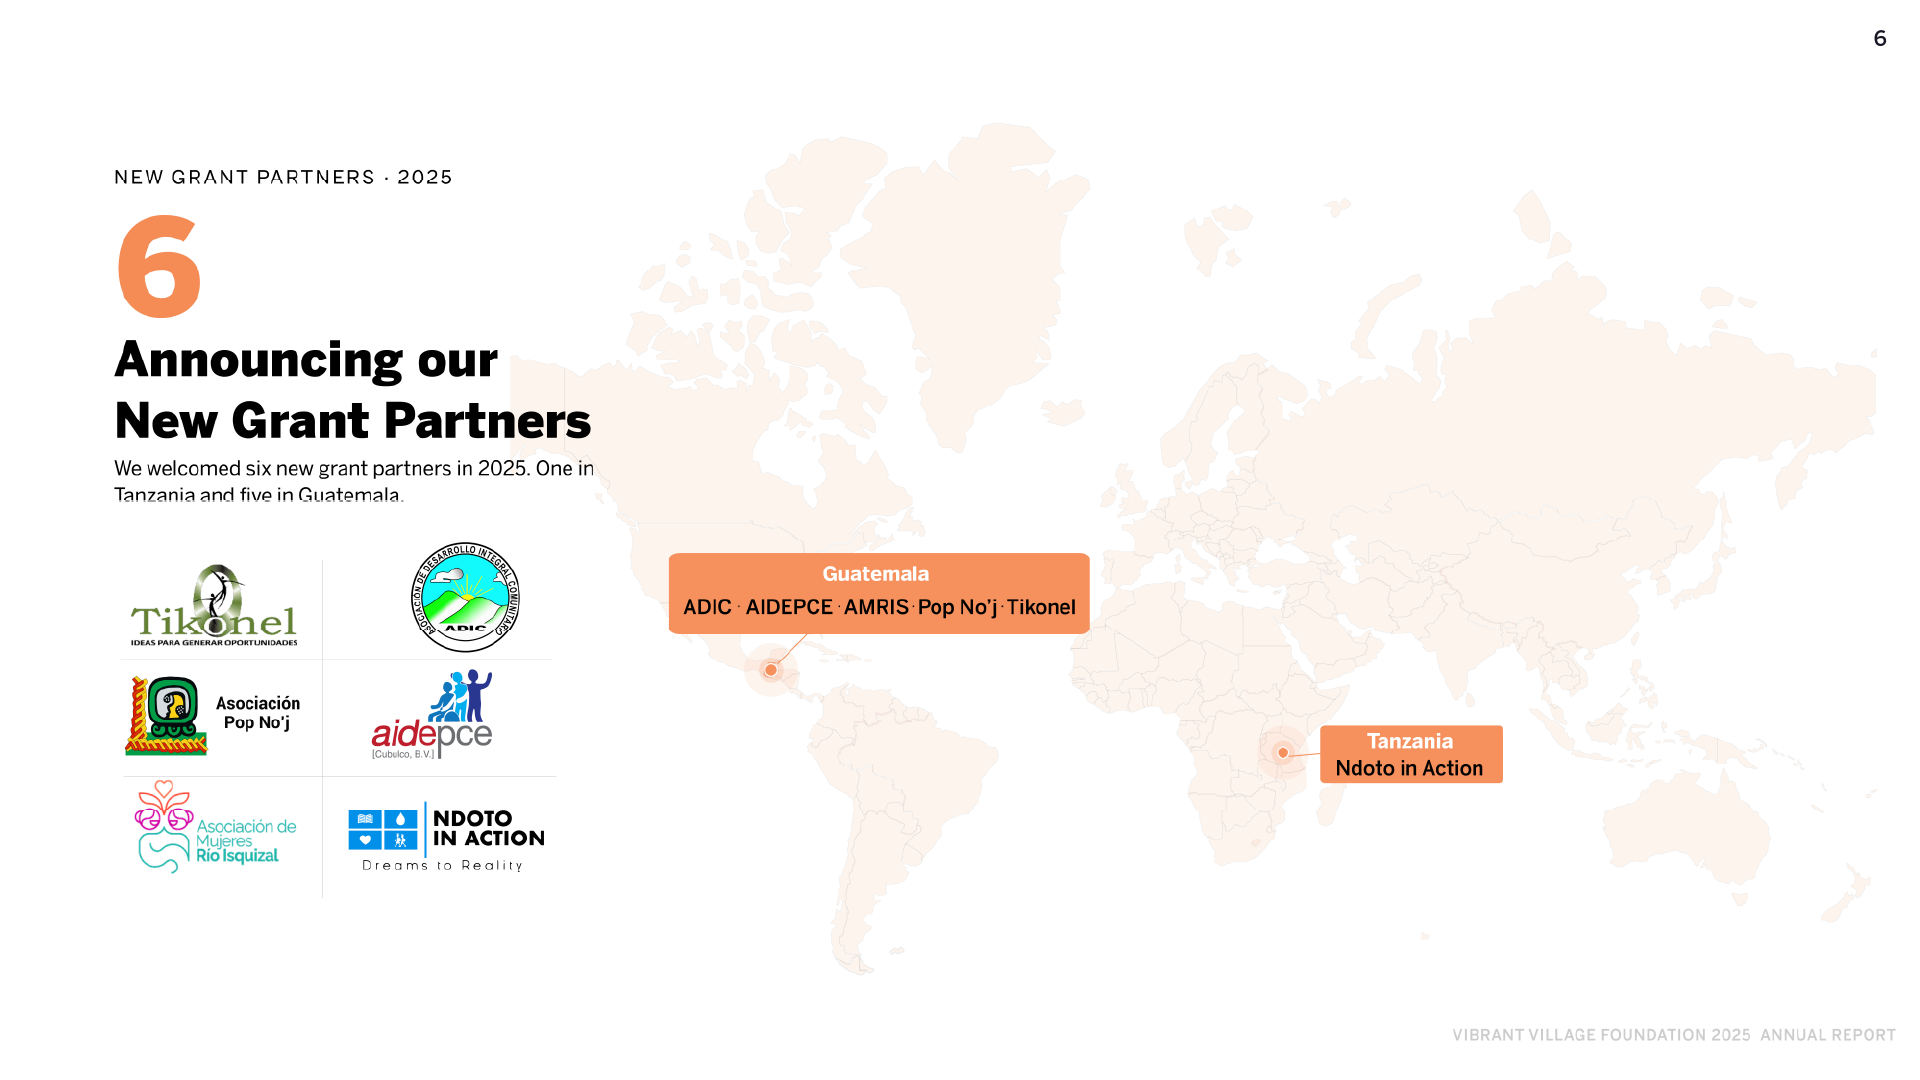 6
NEW GRANT PARTNERS · 2025
6
Announcing our
New Grant Partners
We welcomed six new grant partners in 2025. One in
Tanzania and five in Guatemala.
Tikonel
IDEAS PARA GENERAR OPORTUNIDADES
ASOCIACIÓN DE DESARROLLO INTEGRAL COMUNITARIO
ADIC
Asociación
Pop No'j
aidepce
[Cubulco, B.V.]
Asociación de
Mujeres
Río Isquizal
NDOTO
IN ACTION
Dreams to Reality
Guatemala
ADIC · AIDEPCE · AMRIS · Pop No'j · Tikonel
Tanzania
Ndoto in Action
VIBRANT VILLAGE FOUNDATION 2025 ANNUAL REPORT